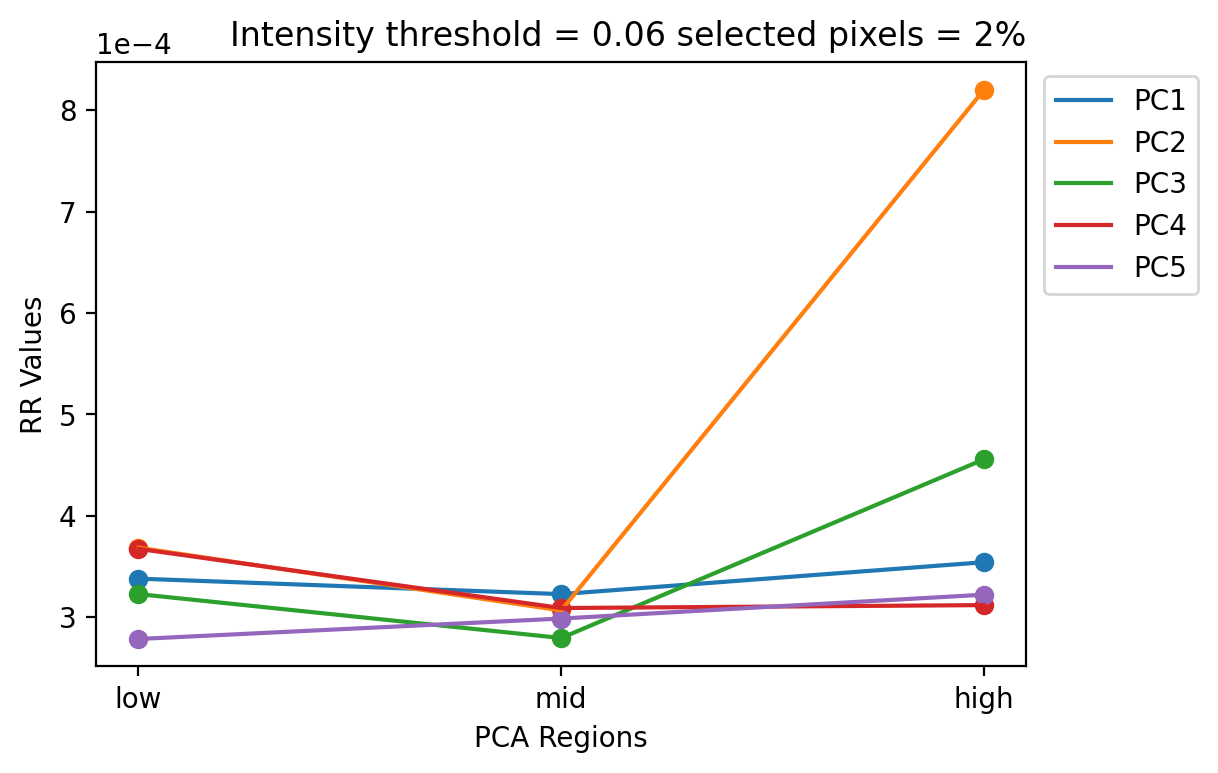 Intensity threshold = 0.06 selected pixels = 2%
1e−4
8
7
6
5
4
3
RR Values
low mid high
PCA Regions
PC1
PC2
PC3
PC4
PC5